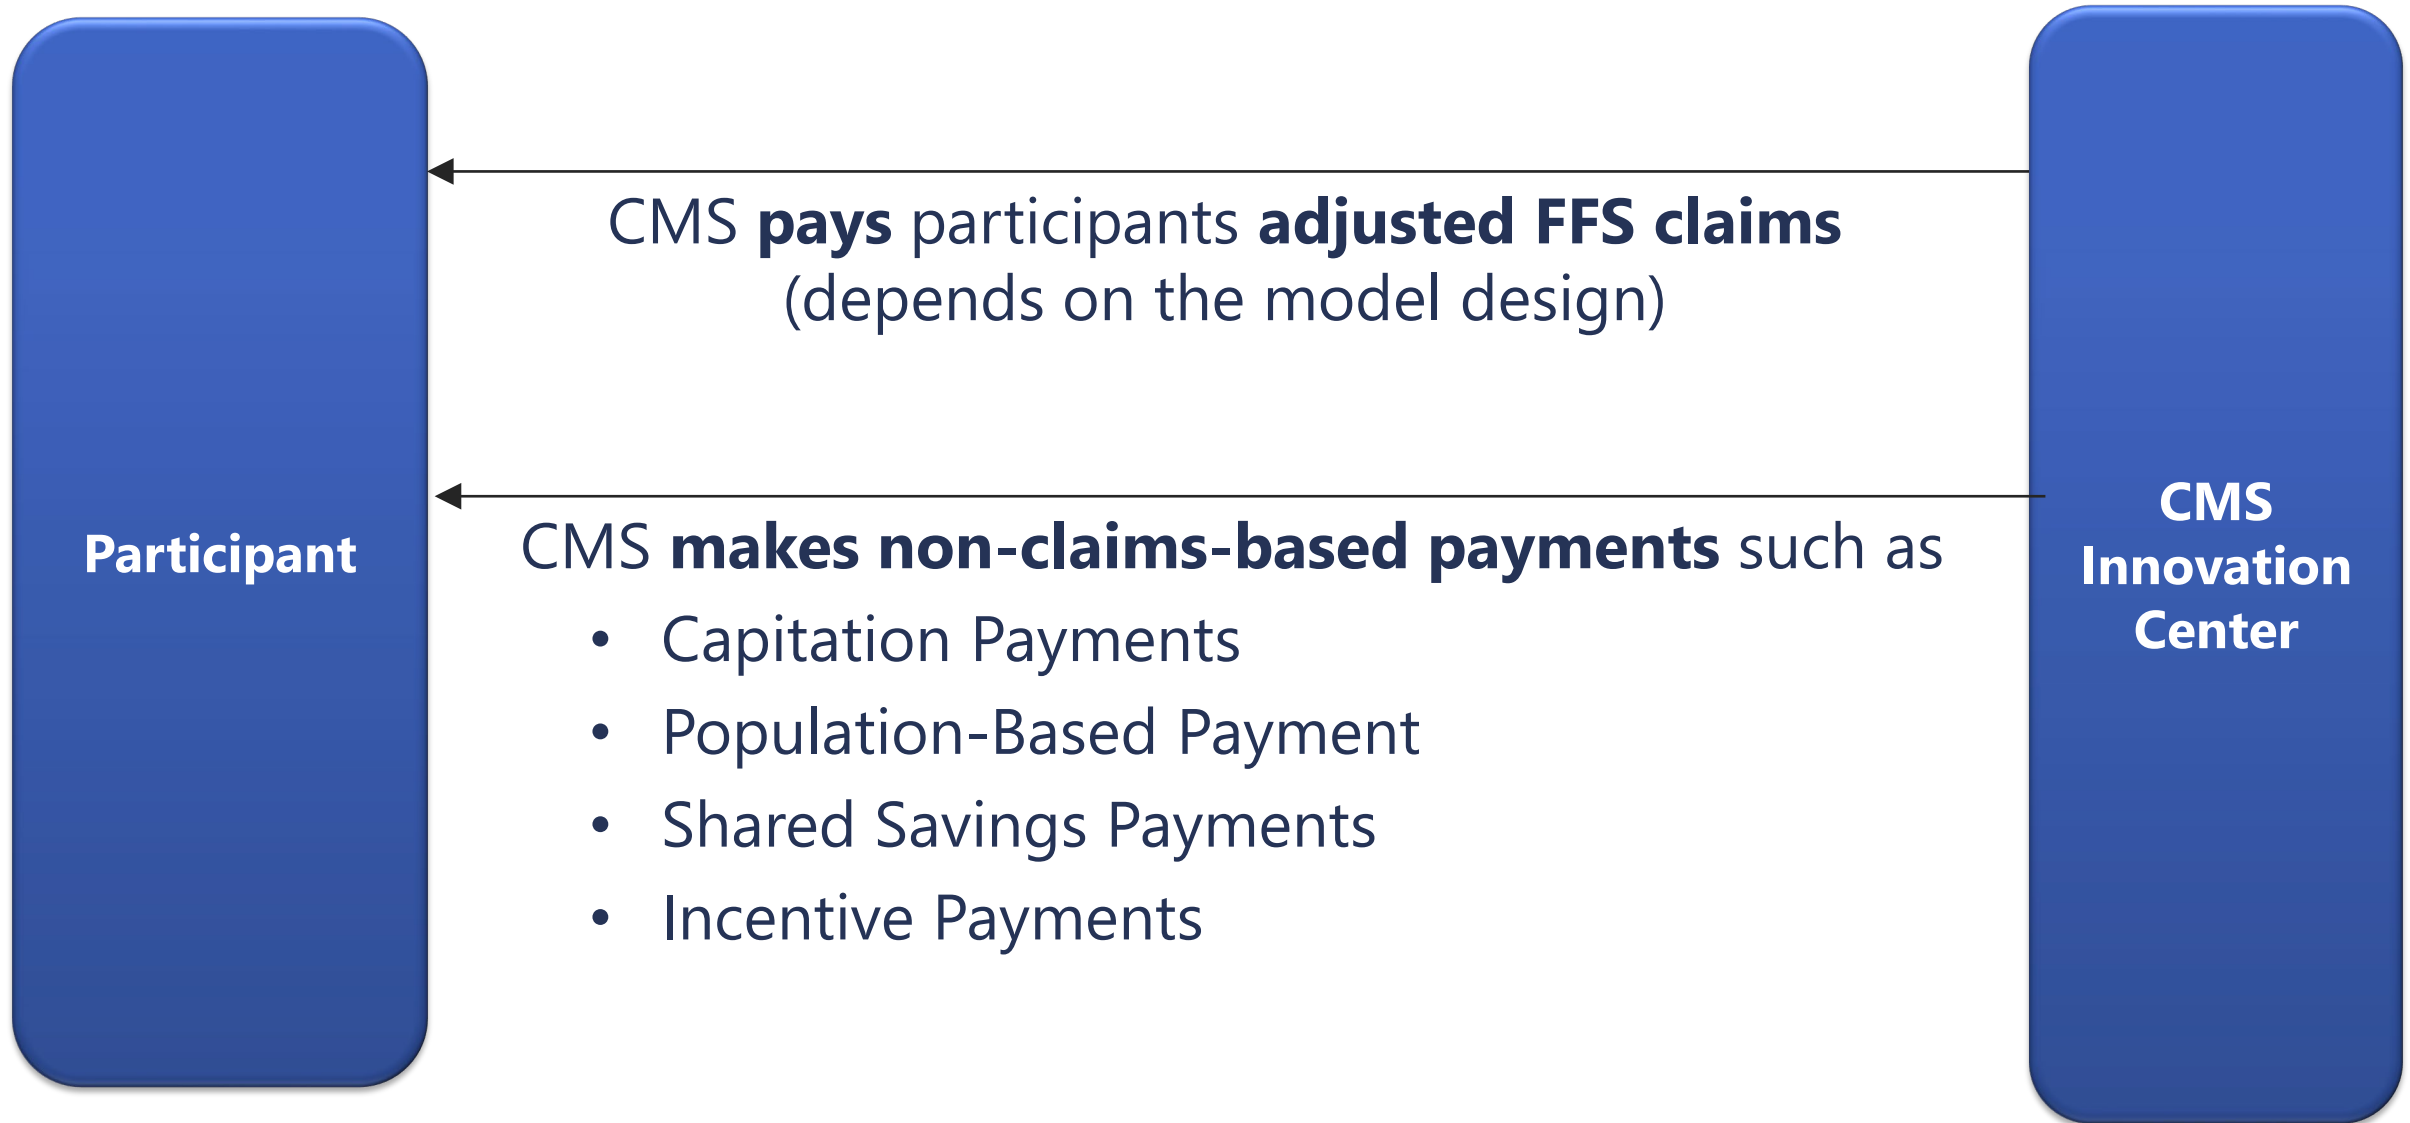 Participant
CMS pays participants adjusted FFS claims
(depends on the model design)
CMS makes non-claims-based payments such as
• Capitation Payments
• Population-Based Payment
• Shared Savings Payments
• Incentive Payments
CMS
Innovation
Center